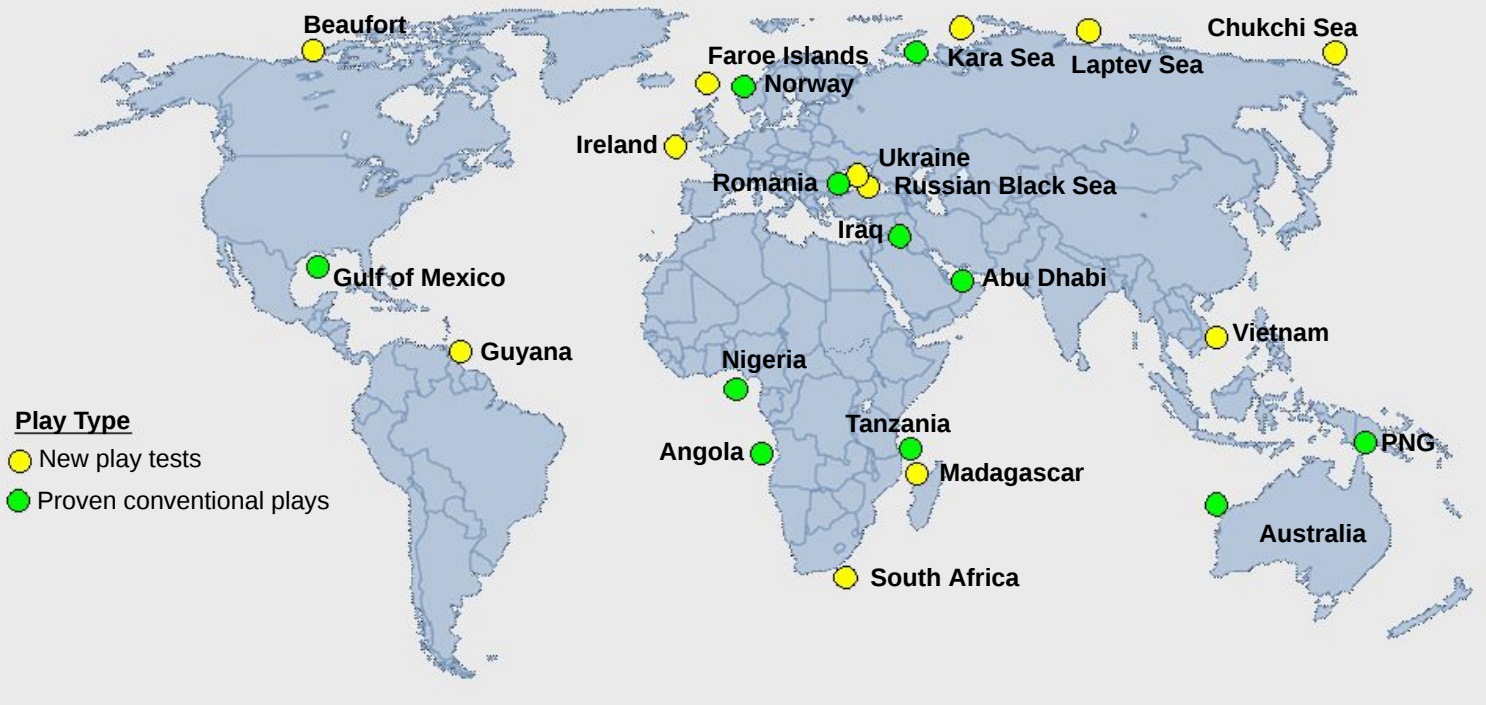 Beaufort
Chukchi Sea
Faroe Islands
Kara Sea
Laptev Sea
Norway
Ireland
Ukraine
Romania
Russian Black Sea
Iraq
Gulf of Mexico
Abu Dhabi
Vietnam
Guyana
Nigeria
Play Type
Tanzania
PNG
Angola
New play tests
Madagascar
Proven conventional plays
Australia
South Africa